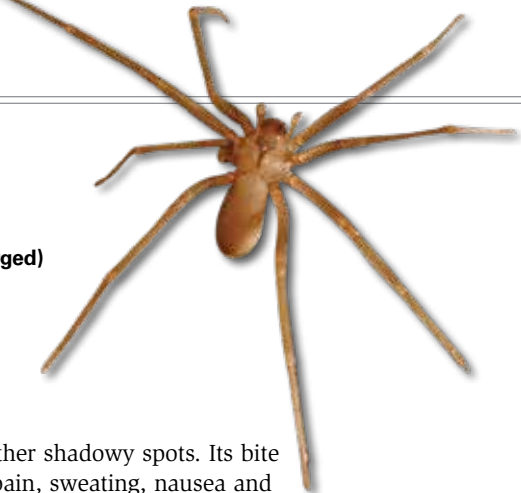 ged)
ther shadowy spots. Its bite
pain, sweating, nausea and